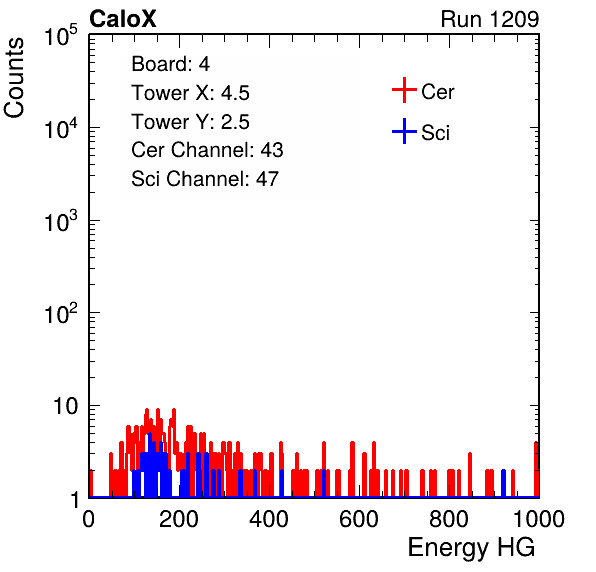 CaloX Run 1209
Counts
10^5
10^4
10^3
10^2
10
1
Board: 4
Tower X: 4.5
Tower Y: 2.5
Cer Channel: 43
Sci Channel: 47
Cer
Sci
0 200 400 600 800 1000
Energy HG